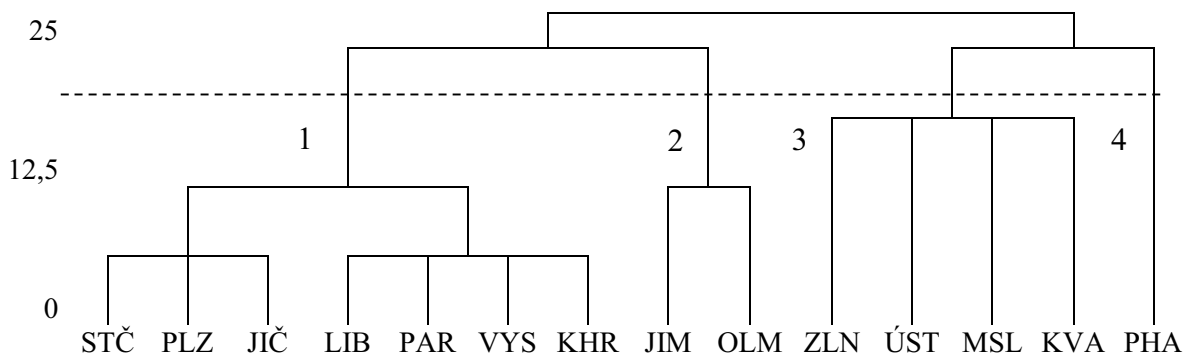 25
1 2 3 4
12,5
0
STČ PLZ JIČ LIB PAR VYS KHR JIM OLM ZLN ÚST MSL KVA PHA